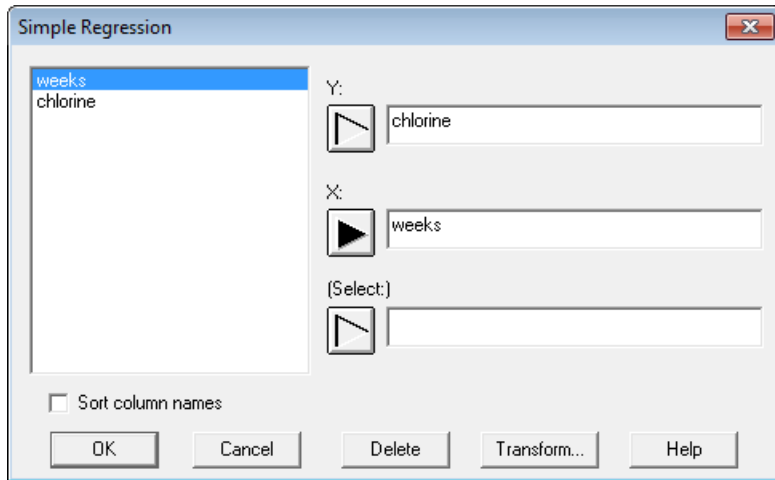 Simple Regression
weeks
chlorine
Y:
chlorine
X:
weeks
(Select:)
Sort column names
OK
Cancel
Delete
Transform...
Help